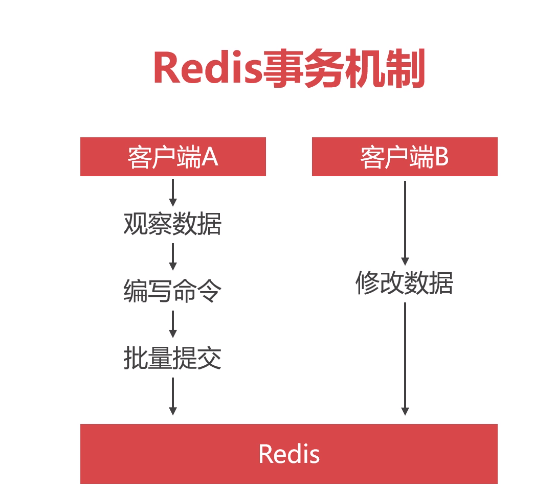 Redis事务机制
客户端A
客户端B
观察数据
编写命令
修改数据
批量提交
Redis